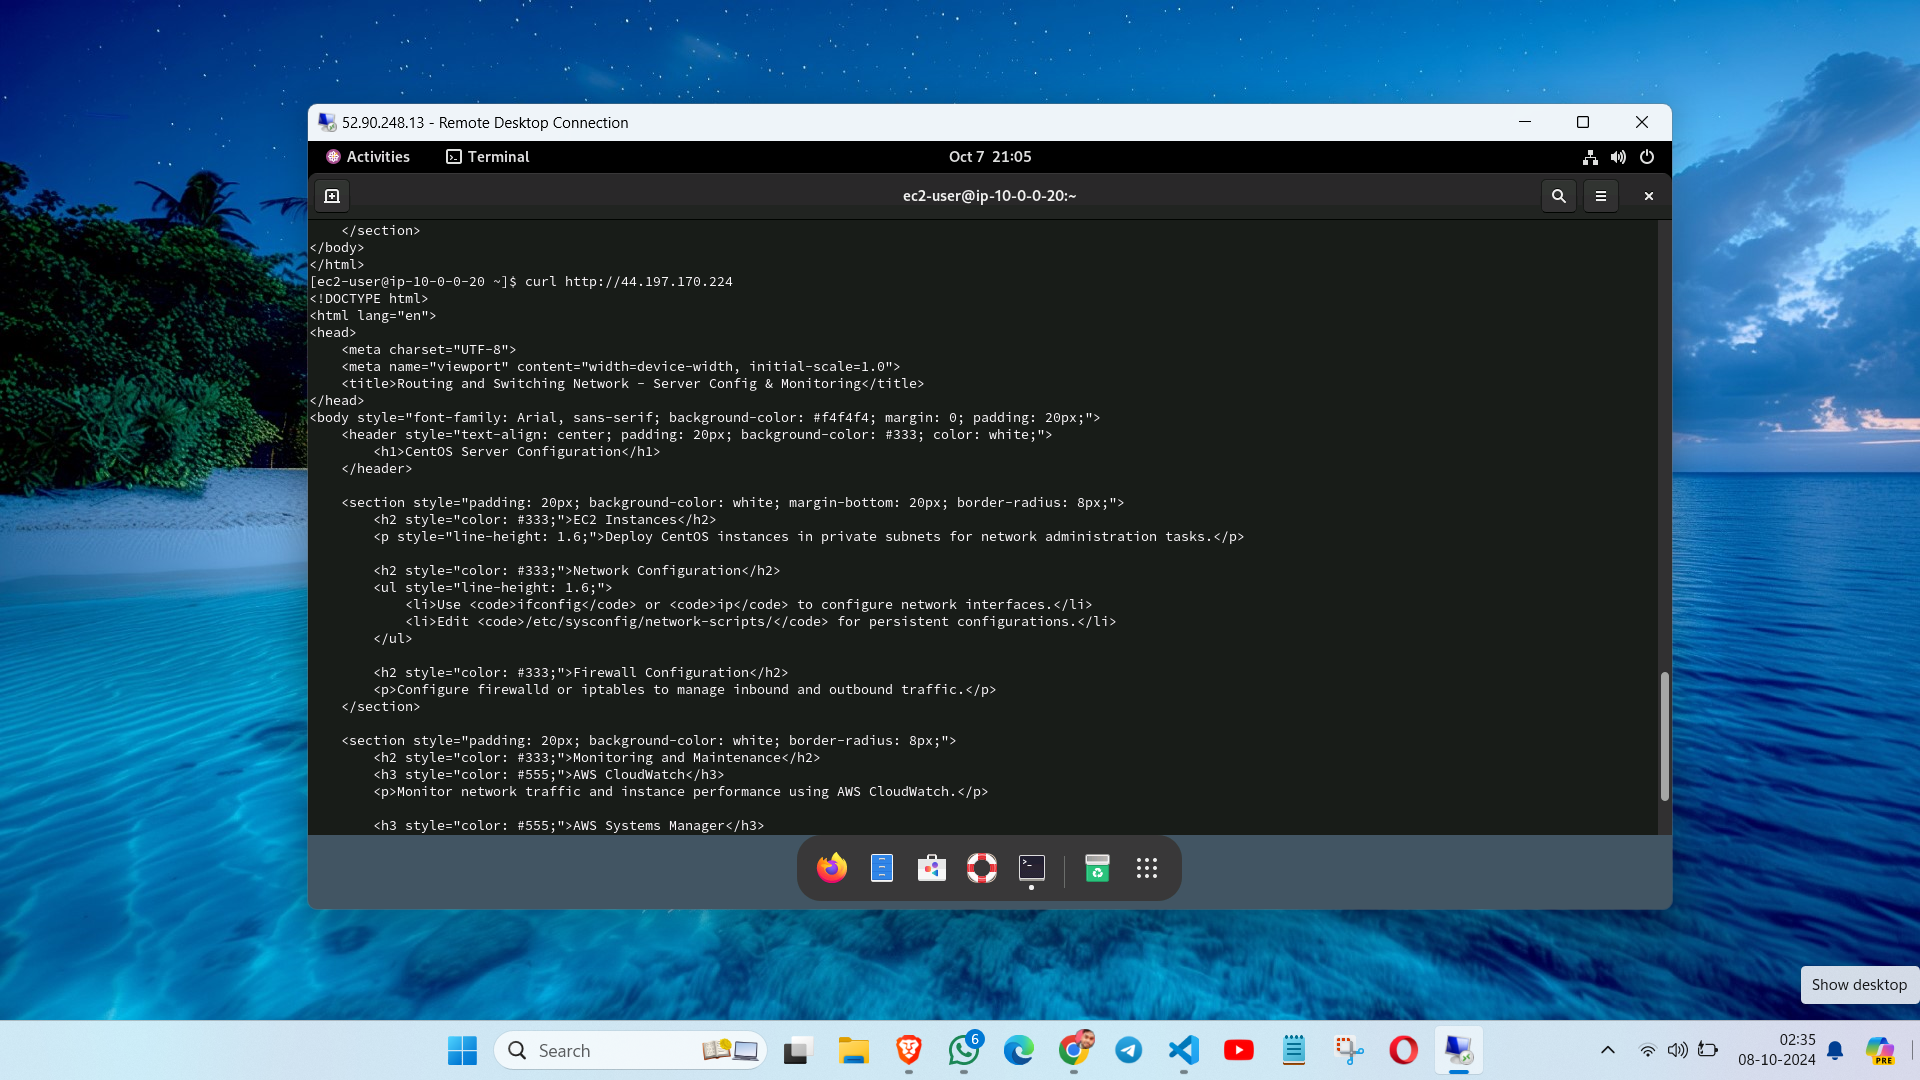 52.90.248.13 - Remote Desktop Connection
Activities
Terminal
Oct 7 21:05
ec2-user@ip-10-0-0-20:~
    </section>
</body>
</html>
[ec2-user@ip-10-0-0-20 ~]$ curl http://44.197.170.224
<!DOCTYPE html>
<html lang="en">
<head>
    <meta charset="UTF-8">
    <meta name="viewport" content="width=device-width, initial-scale=1.0">
    <title>Routing and Switching Network - Server Config & Monitoring</title>
</head>
<body style="font-family: Arial, sans-serif; background-color: #f4f4f4; margin: 0; padding: 20px;">
    <header style="text-align: center; padding: 20px; background-color: #333; color: white;">
        <h1>CentOS Server Configuration</h1>
    </header>
    <section style="padding: 20px; background-color: white; margin-bottom: 20px; border-radius: 8px;">
        <h2 style="color: #333;">EC2 Instances</h2>
        <p style="line-height: 1.6;">Deploy CentOS instances in private subnets for network administration tasks.</p>
        <h2 style="color: #333;">Network Configuration</h2>
        <ul style="line-height: 1.6;">
            <li>Use <code>ifconfig</code> or <code>ip</code> to configure network interfaces.</li>
            <li>Edit <code>/etc/sysconfig/network-scripts/</code> for persistent configurations.</li>
        </ul>
        <h2 style="color: #333;">Firewall Configuration</h2>
        <p>Configure firewalld or iptables to manage inbound and outbound traffic.</p>
    </section>
    <section style="padding: 20px; background-color: white; border-radius: 8px;">
        <h2 style="color: #333;">Monitoring and Maintenance</h2>
        <h3 style="color: #555;">AWS CloudWatch</h3>
        <p>Monitor network traffic and instance performance using AWS CloudWatch.</p>
        <h3 style="color: #555;">AWS Systems Manager</h3>
Show desktop
Search
6
02:35
08-10-2024
PRE